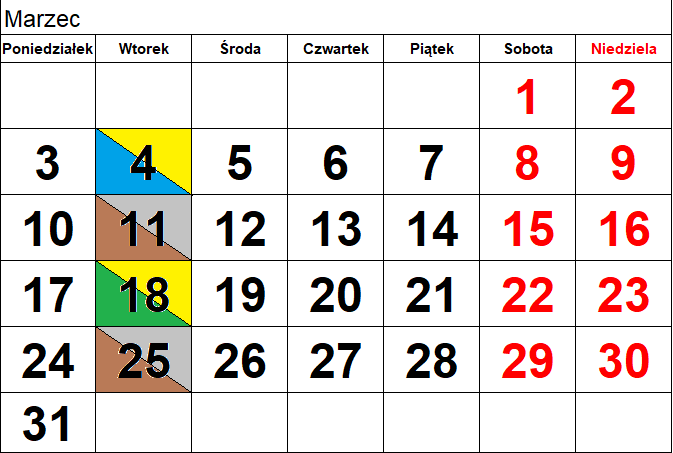 Marzec
Poniedziałek Wtorek Środa Czwartek Piątek Sobota Niedziela
1 2
3 4 5 6 7 8 9
10 11 12 13 14 15 16
17 18 19 20 21 22 23
24 25 26 27 28 29 30
31